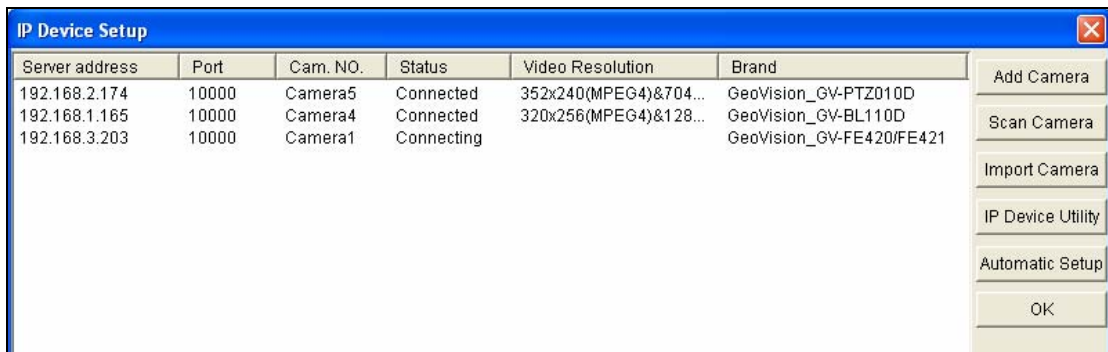 IP Device Setup
Server address Port Cam. NO. Status Video Resolution Brand
192.168.2.174 10000 Camera5 Connected 352x240(MPEG4)&704... GeoVision_GV-PTZ010D
192.168.1.165 10000 Camera4 Connected 320x256(MPEG4)&128... GeoVision_GV-BL110D
192.168.3.203 10000 Camera1 Connecting GeoVision_GV-FE420/FE421
Add Camera
Scan Camera
Import Camera
IP Device Utility
Automatic Setup
OK